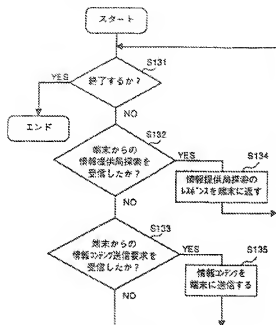 スタート
S131
終了するか?
YES
エンド
NO
S132
端末からの
情報提供局探索を
受信したか?
YES
S134
情報提供局探索の
ﾚｽﾎﾟﾝｽを端末に返す
NO
S133
端末からの
情報ｺﾝﾃﾝﾂ送信要求を
受信したか?
YES
S135
情報ｺﾝﾃﾝﾂを
端末に送信する
NO